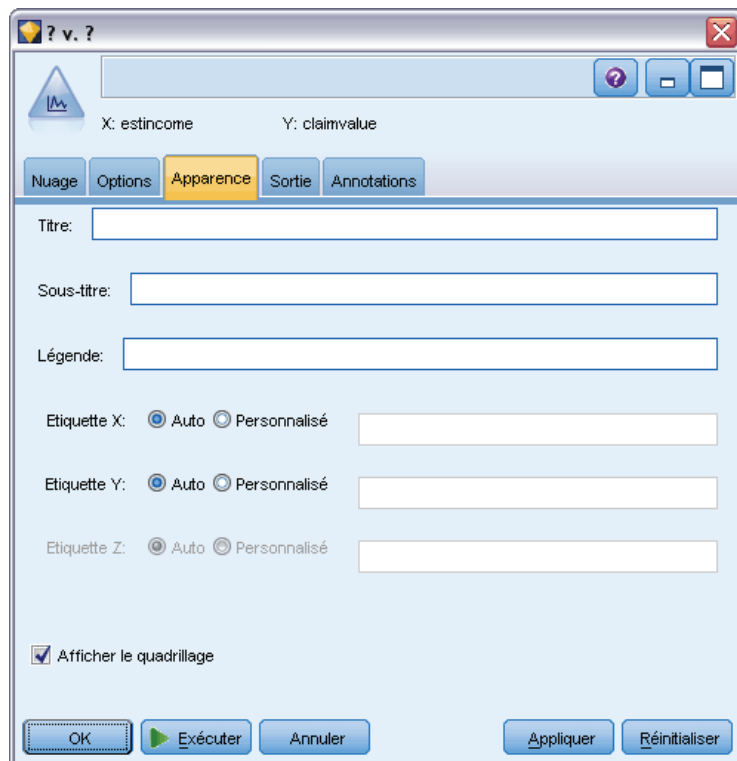 ? v. ?
X: estincome Y: claimvalue
Nuage Options Apparence Sortie Annotations
Titre:
Sous-titre:
Légende:
Etiquette X: Auto Personnalisé
Etiquette Y: Auto Personnalisé
Etiquette Z: Auto Personnalisé
Afficher le quadrillage
OK Exécuter Annuler Appliquer Réinitialiser